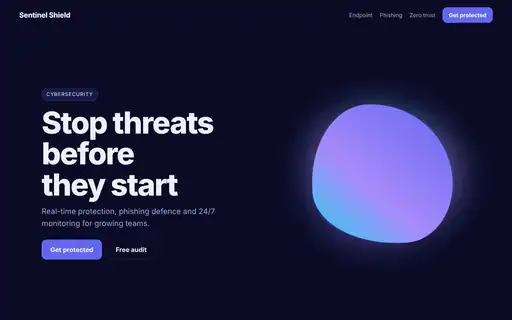 Sentinel Shield
Endpoint Phishing Zero trust Get protected
CYBERSECURITY
Stop threats
before
they start
Real-time protection, phishing defence and 24/7
monitoring for growing teams.
Get protected Free audit